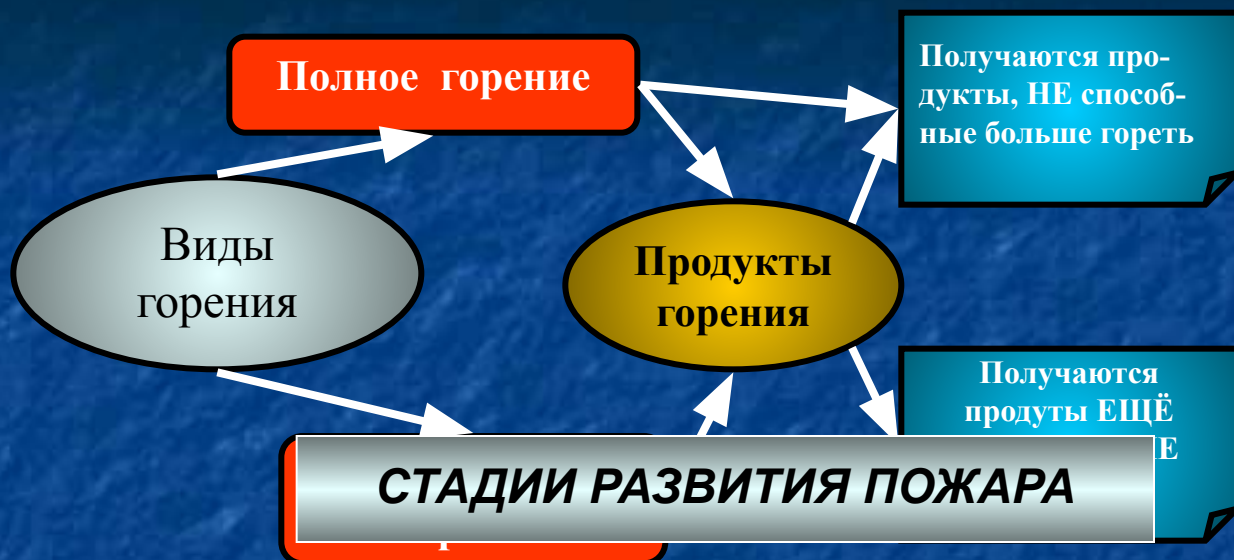 Полное горение
Получаются про-
дукты, НЕ способ-
ные больше гореть
Виды
горения
Продукты
горения
Получаются
продуты ЕЩЁ
СТАДИИ РАЗВИТИЯ ПОЖАРА